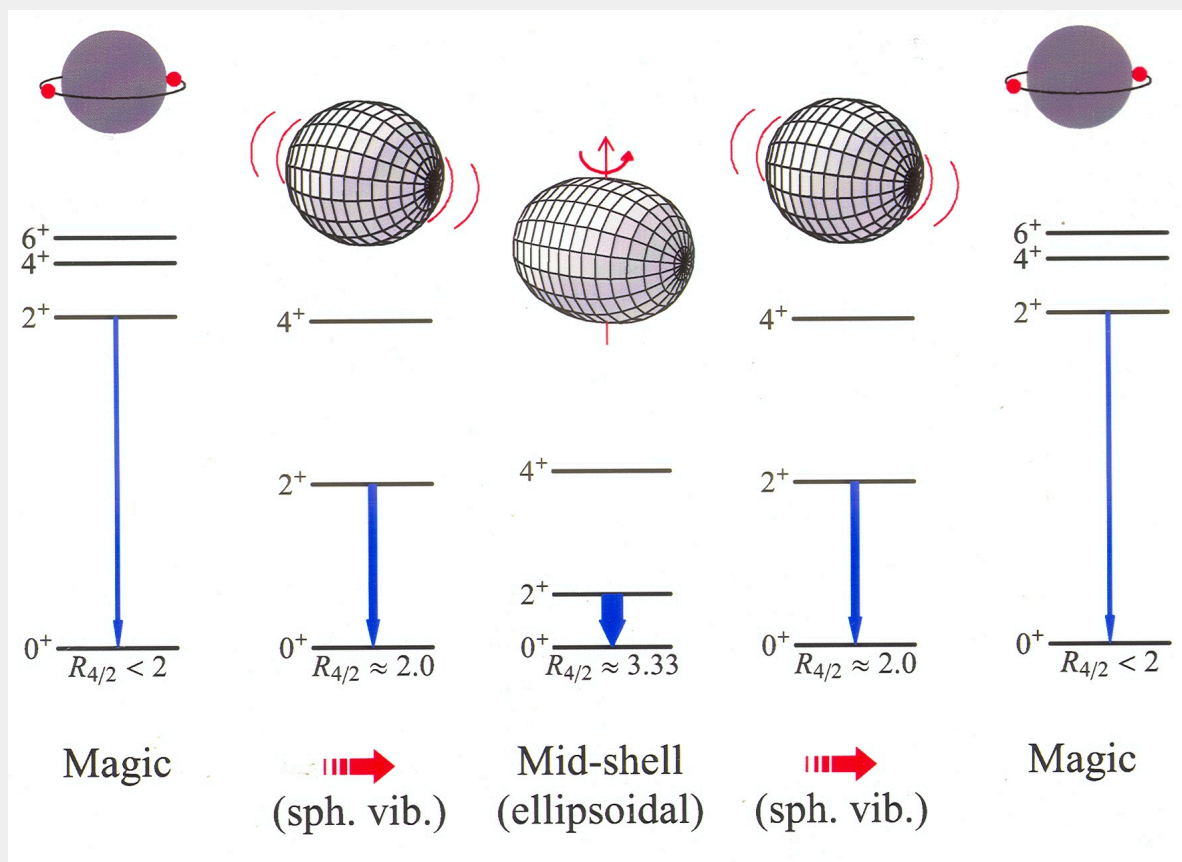 6⁺
4⁺
2⁺
0⁺
R₄/₂ < 2
4⁺
2⁺
0⁺
R₄/₂ ≈ 2.0
4⁺
2⁺
0⁺
R₄/₂ ≈ 3.33
4⁺
2⁺
0⁺
R₄/₂ ≈ 2.0
6⁺
4⁺
2⁺
0⁺
R₄/₂ < 2
Magic
(sph. vib.)
Mid-shell
(ellipsoidal)
(sph. vib.)
Magic